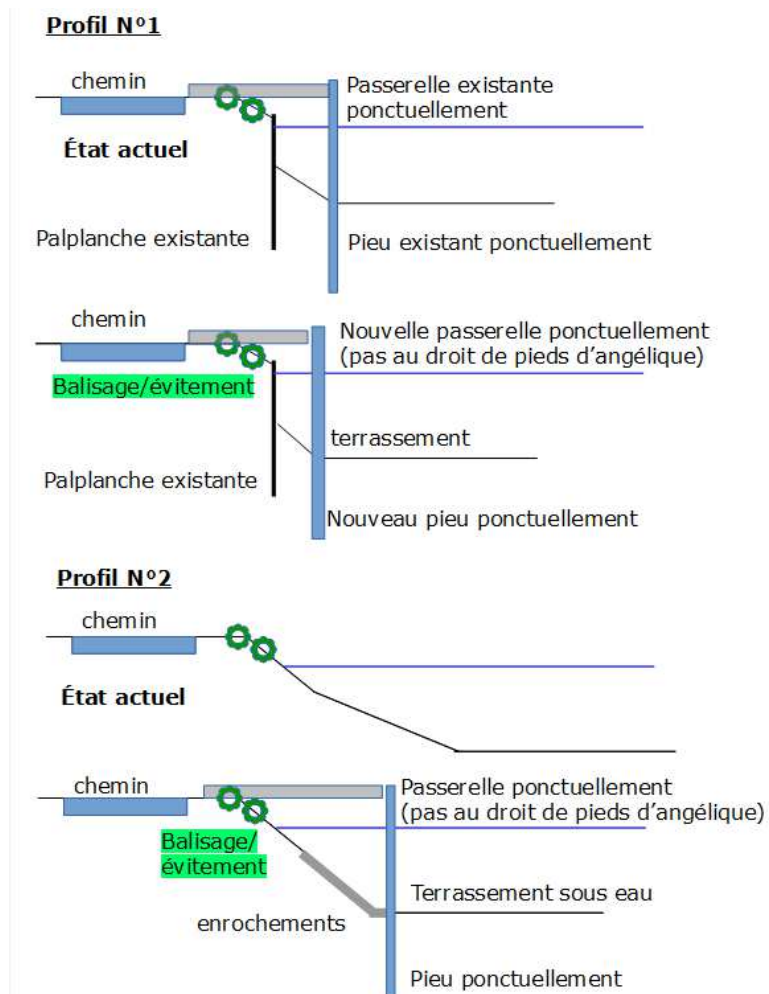 Profil N°1
chemin
Passerelle existante
ponctuellement
État actuel
Palplanche existante
Pieu existant ponctuellement
chemin
Nouvelle passerelle ponctuellement
(pas au droit de pieds d'angélique)
Balisage/évitement
terrassement
Palplanche existante
Nouveau pieu ponctuellement
Profil N°2
chemin
État actuel
chemin
Passerelle ponctuellement
(pas au droit de pieds d'angélique)
Balisage/
évitement
Terrassement sous eau
enrochements
Pieu ponctuellement